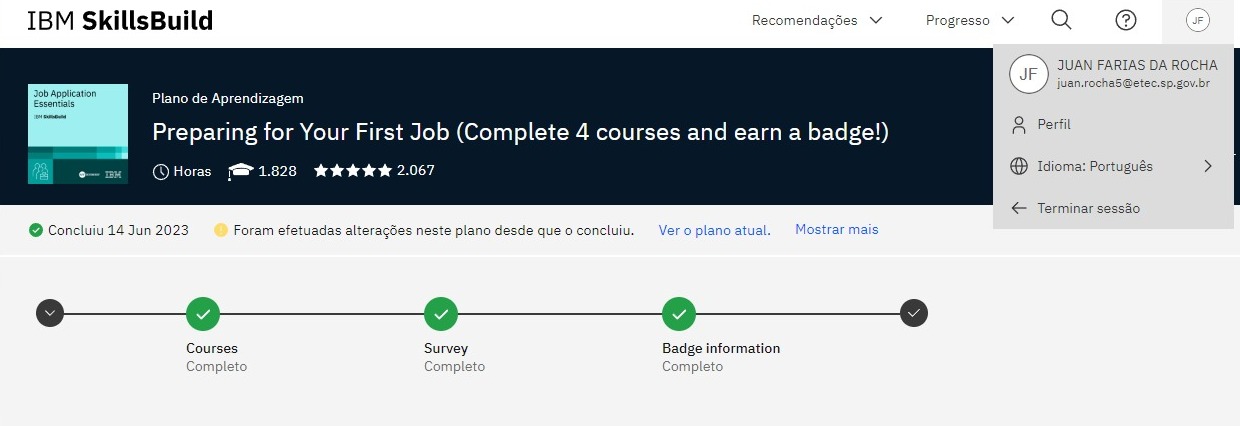 IBM SkillsBuild
Recomendações
Progresso
JF
JF
JUAN FARIAS DA ROCHA
juan.rocha5@etec.sp.gov.br
Perfil
Idioma: Português
Terminar sessão
Job Application
Essentials
IBM SkillsBuild
IBM
Plano de Aprendizagem
Preparing for Your First Job (Complete 4 courses and earn a badge!)
Horas 1.828 2.067
Concluiu 14 Jun 2023 Foram efetuadas alterações neste plano desde que o concluiu. Ver o plano atual. Mostrar mais
Courses
Completo
Survey
Completo
Badge information
Completo